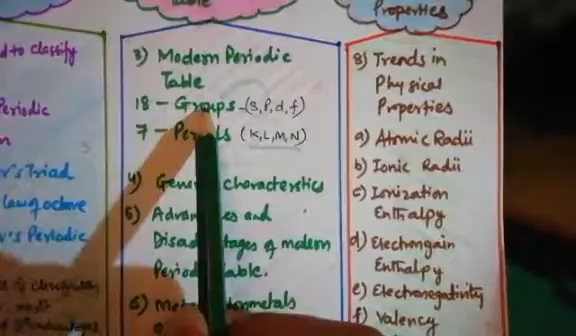 Table
Properties
d to classify
Periodic
r's Triad
law of octave
r's Periodic
3) Modern Periodic
Table
18 - Groups - (s, p, d, f)
7 - Periods (K, L, M, N)
4) General characteristics
5) Advantages and
Disadvantages of modern
Periodic Table.
6)
8) Trends in
Physical
Properties
a) Atomic Radii
b) Ionic Radii
c) Ionization
Enthalpy
d) Electrongain
Enthalpy
e) Electronegativity
f) Valency